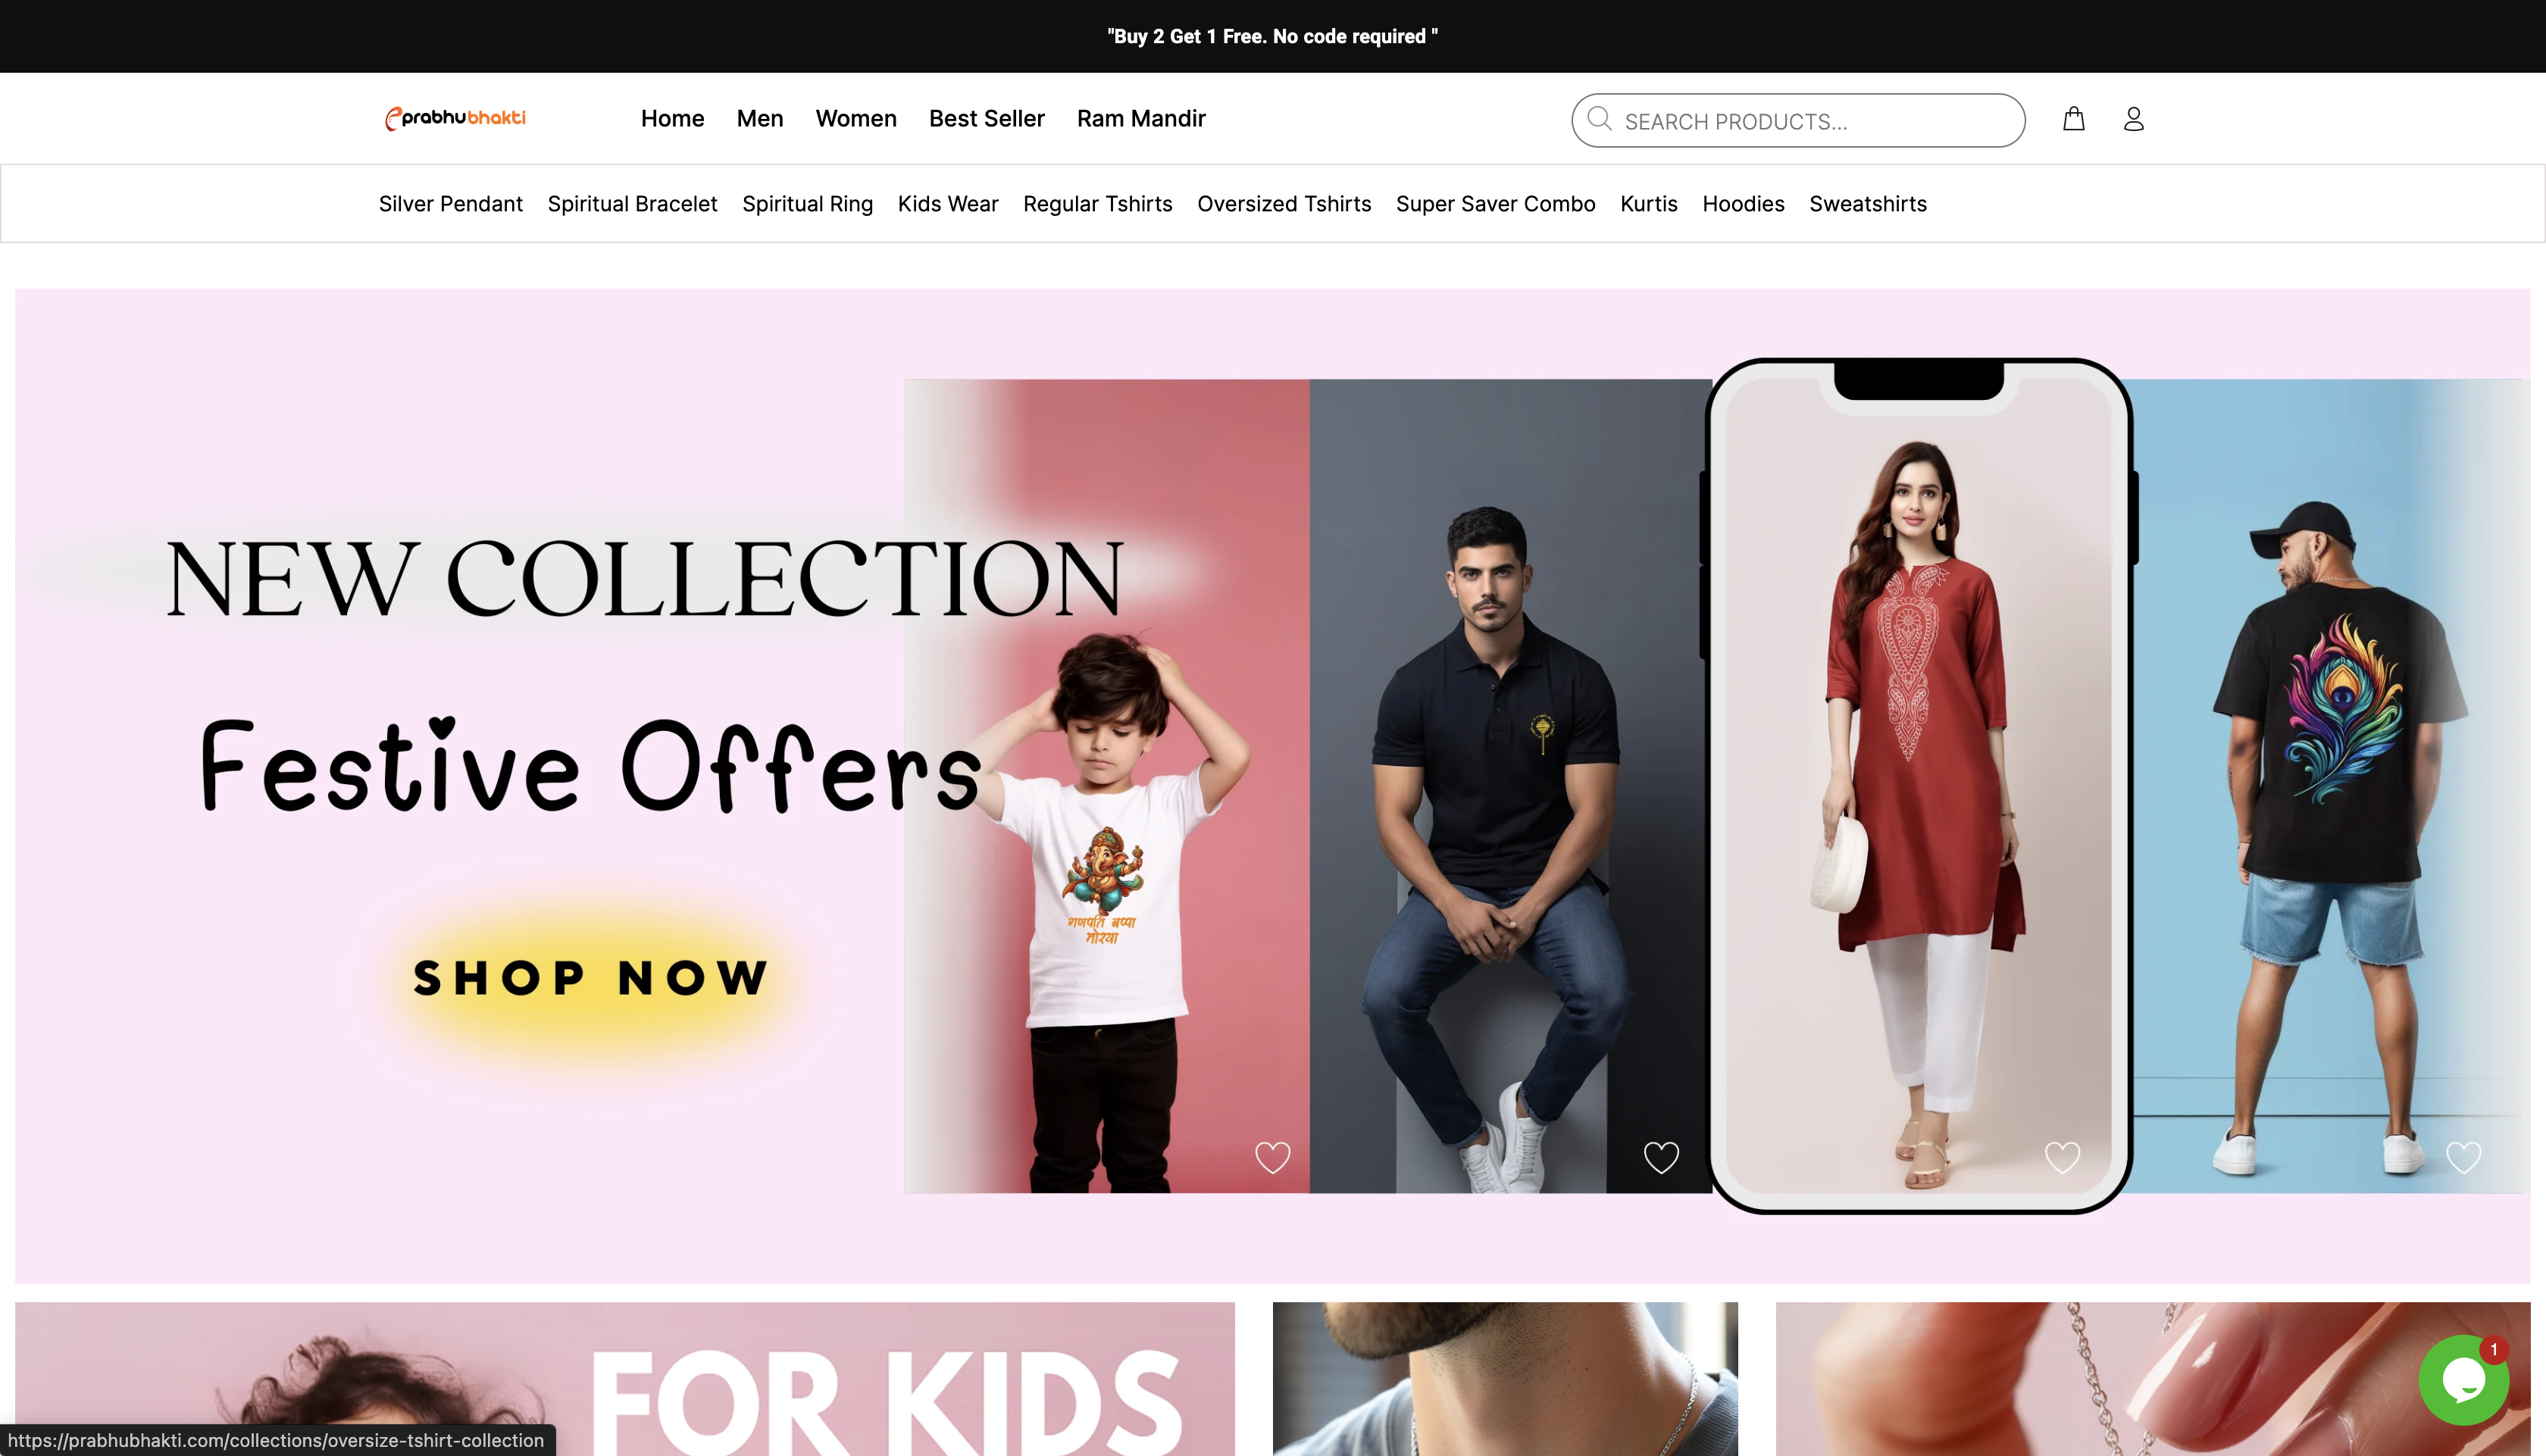 "Buy 2 Get 1 Free. No code required "
eprabhubhakti
Home Men Women Best Seller Ram Mandir
SEARCH PRODUCTS...
Silver Pendant Spiritual Bracelet Spiritual Ring Kids Wear Regular Tshirts Oversized Tshirts Super Saver Combo Kurtis Hoodies Sweatshirts
NEW COLLECTION
Festive Offers
SHOP NOW
गणपति बप्पा
मोरया
FOR KIDS
1
https://prabhubhakti.com/collections/oversize-tshirt-collection